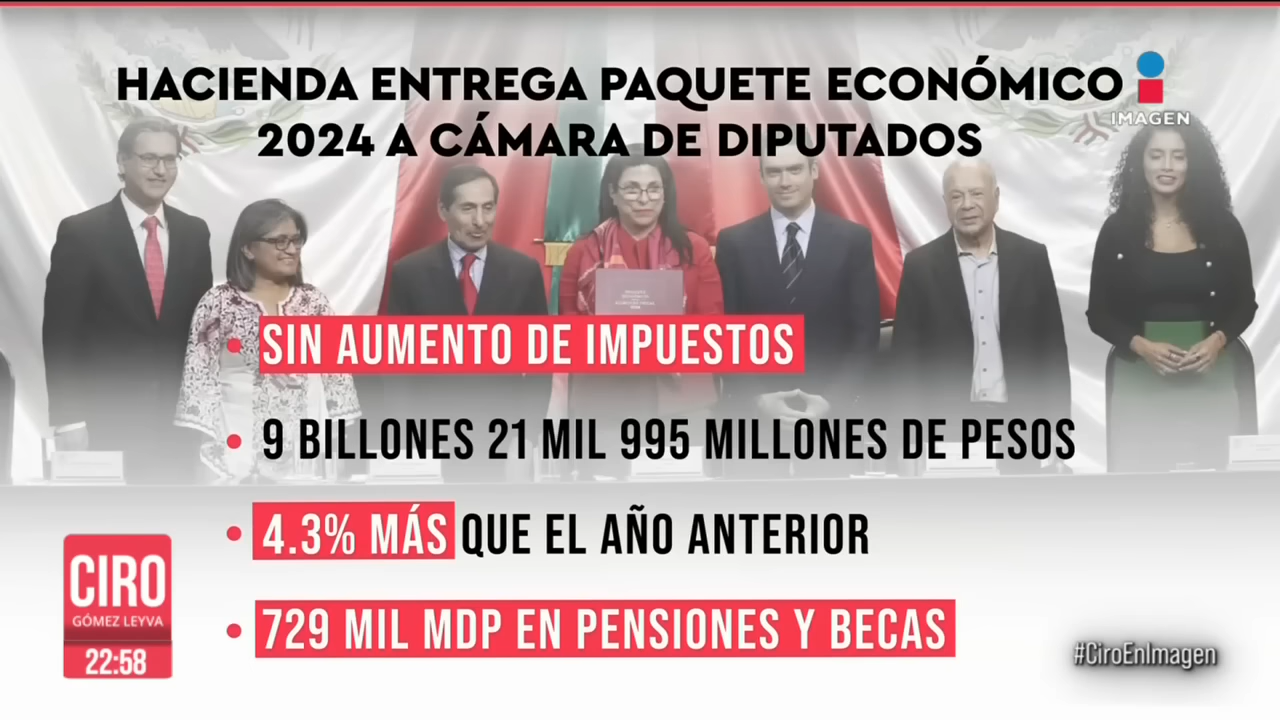 HACIENDA ENTREGA PAQUETE ECONÓMICO
2024 A CÁMARA DE DIPUTADOS
IMAGEN
• SIN AUMENTO DE IMPUESTOS
• 9 BILLONES 21 MIL 995 MILLONES DE PESOS
• 4.3% MÁS QUE EL AÑO ANTERIOR
• 729 MIL MDP EN PENSIONES Y BECAS
CIRO
GÓMEZ LEYVA
22:58
#CiroEnImagen